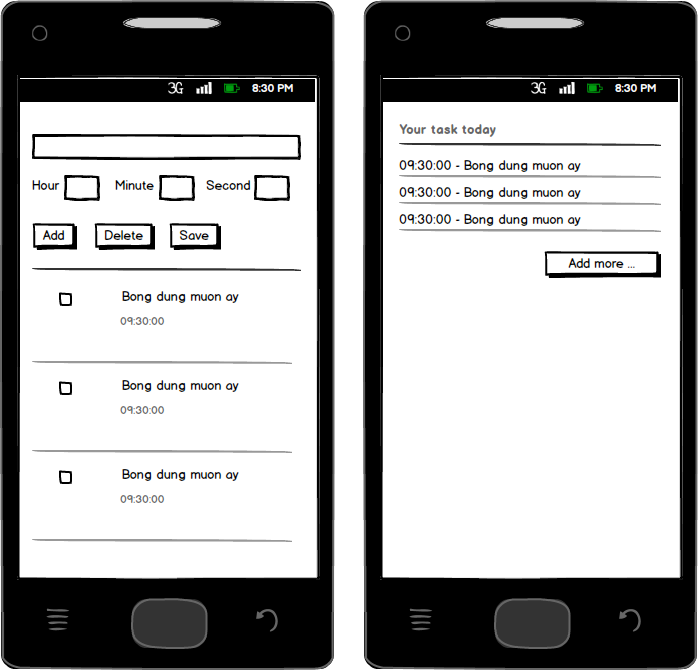 3G 8:30 PM
Hour Minute Second
Add Delete Save
Bong dung muon ay
09:30:00
Bong dung muon ay
09:30:00
Bong dung muon ay
09:30:00
3G 8:30 PM
Your task today
09:30:00 - Bong dung muon ay
09:30:00 - Bong dung muon ay
09:30:00 - Bong dung muon ay
Add more ...